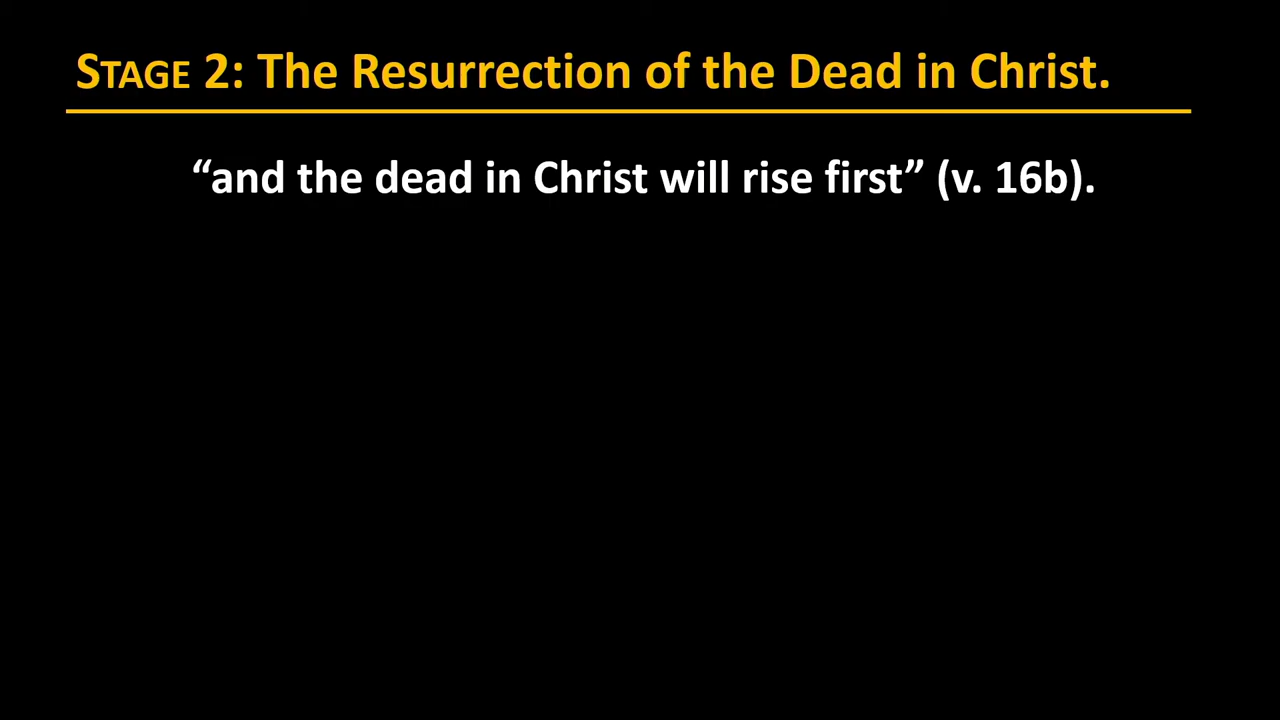 STAGE 2: The Resurrection of the Dead in Christ.
“and the dead in Christ will rise first” (v. 16b).